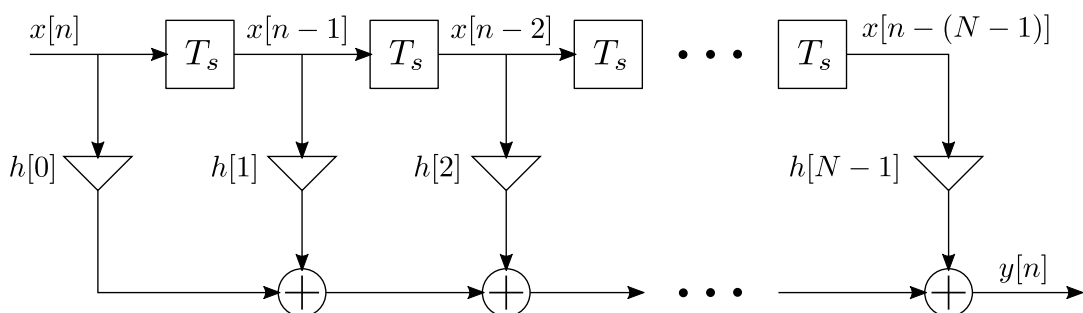 x[n] x[n − 1] x[n − 2] x[n − (N − 1)]
T_s T_s T_s T_s
h[0] h[1] h[2] h[N − 1]
y[n]